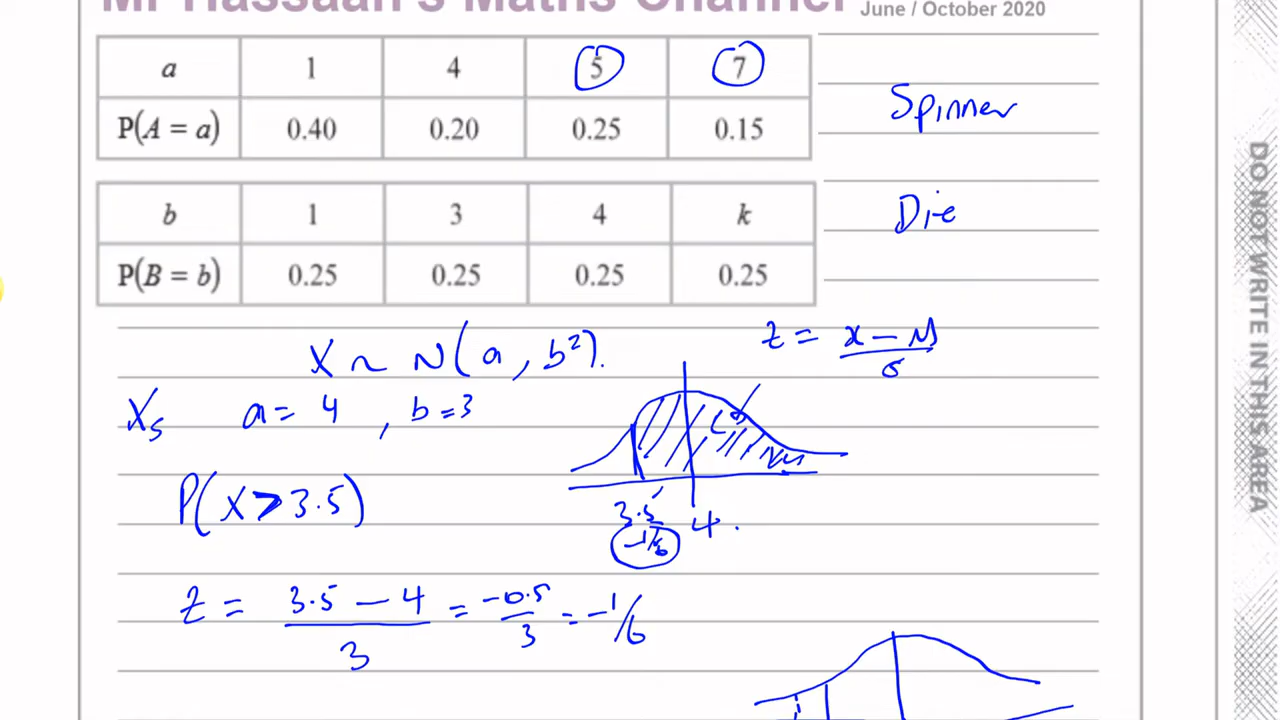 Mr Hassaan's Maths Channel
June / October 2020
a 1 4 5 7
P(A = a) 0.40 0.20 0.25 0.15
Spinner
b 1 3 4 k
P(B = b) 0.25 0.25 0.25 0.25
Die
X ~ N(a, b²).
z = x - μ / σ
X₅ a = 4 , b = 3
P(X > 3.5)
3.5 4
-1/6
z = 3.5 - 4 / 3 = -0.5 / 3 = -1/6
DO NOT WRITE IN THIS AREA